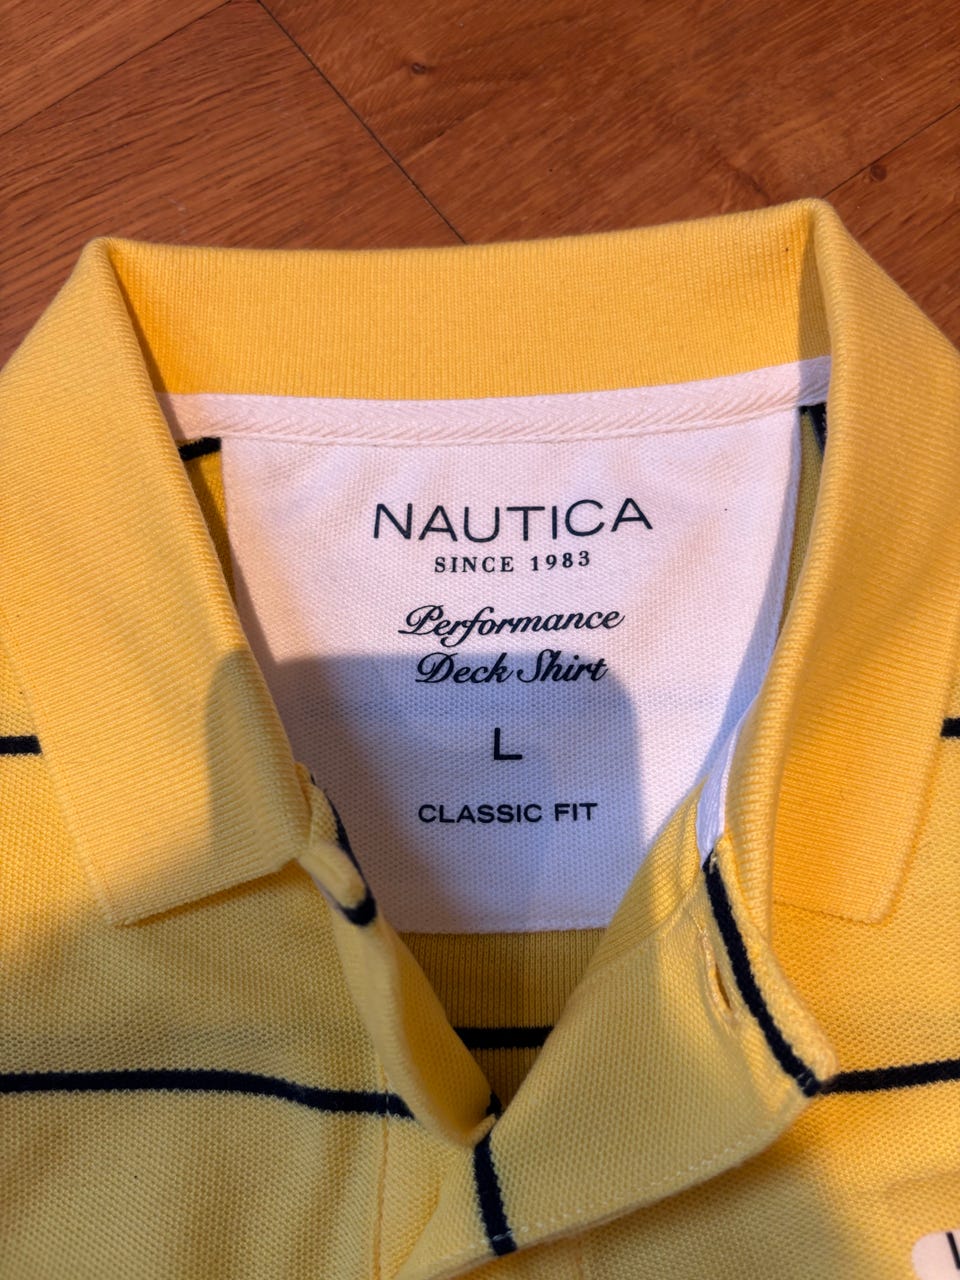 NAUTICA
SINCE 1983
Performance
Deck Shirt
L
CLASSIC FIT